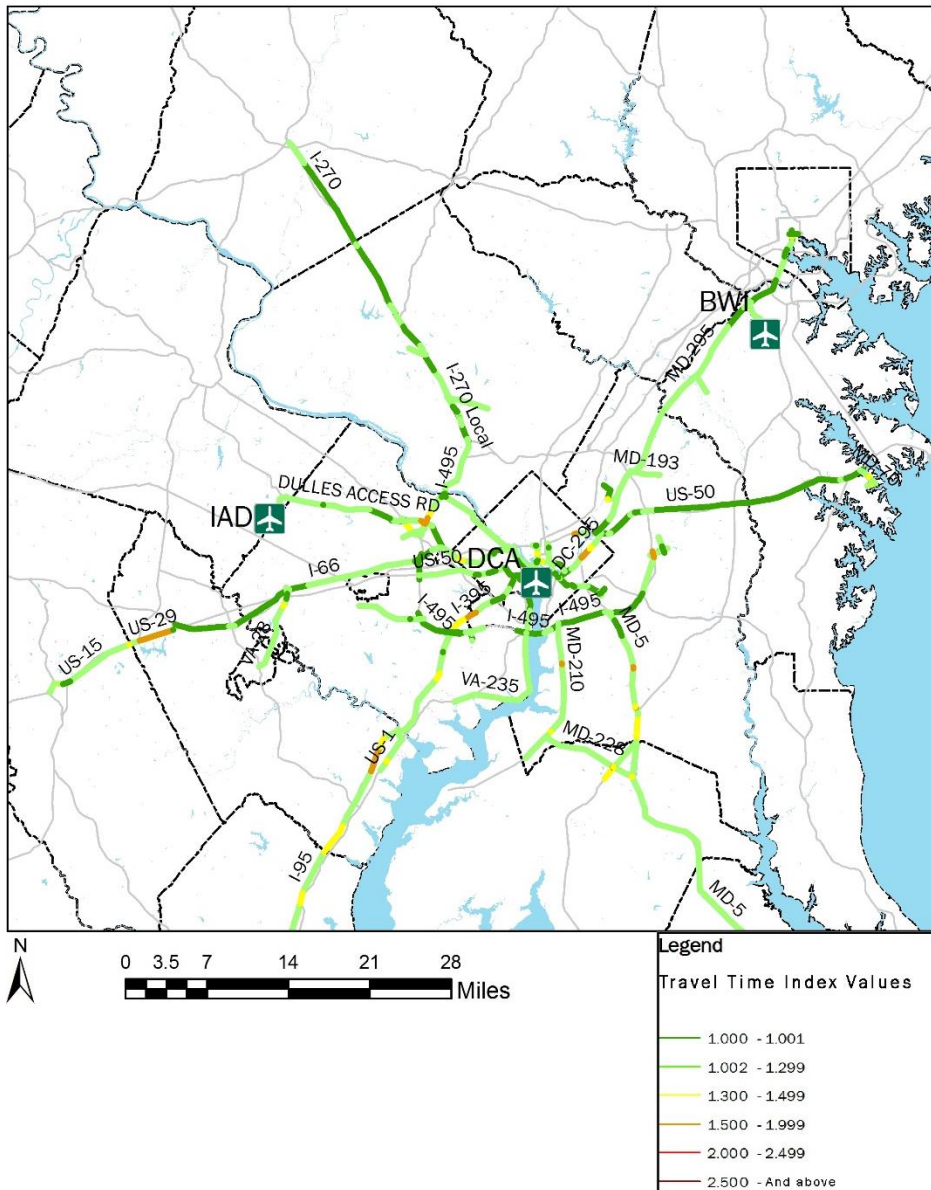 I-270
BWI
MD-295
I-270 Local
MD-193
I-495
US-50
DULLES ACCESS RD
IAD
DC-295
US-50
DCA
I-66
I-395
I-495
I-495
I-495
MD-5
US-29
US-15
VA-28
MD-210
VA-235
US-1
MD-228
I-95
MD-5
N
0 3.5 7 14 21 28
Miles
Legend
Travel Time Index Values
1.000 - 1.001
1.002 - 1.299
1.300 - 1.499
1.500 - 1.999
2.000 - 2.499
2.500 - And above